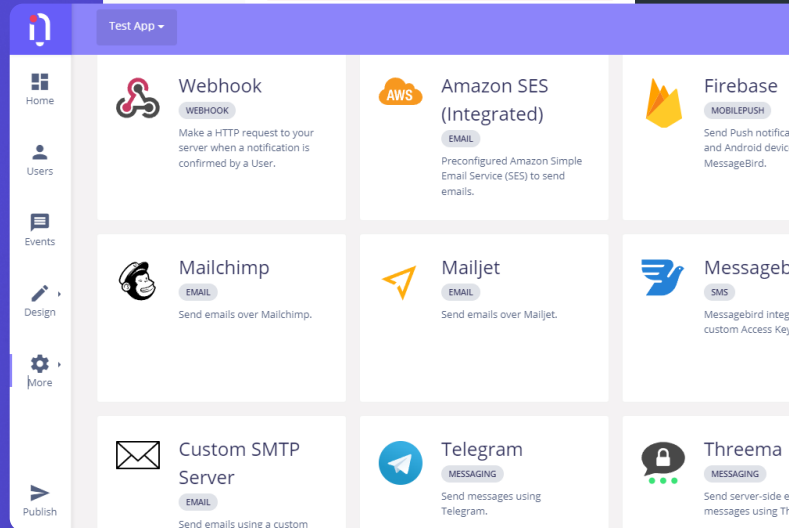 Test App
Home
Users
Events
Design
More
Publish
Webhook
WEBHOOK
Make a HTTP request to your
server when a notification is
confirmed by a User.
AWS
Amazon SES
(Integrated)
EMAIL
Preconfigured Amazon Simple
Email Service (SES) to send
emails.
Firebase
MOBILEPUSH
Send Push notifica
and Android devic
MessageBird.
Mailchimp
EMAIL
Send emails over Mailchimp.
Mailjet
EMAIL
Send emails over Mailjet.
Messageb
SMS
Messagebird integ
custom Access Key
Custom SMTP
Server
EMAIL
Send emails using a custom
Telegram
MESSAGING
Send messages using
Telegram.
Threema
MESSAGING
Send server-side e
messages using Th